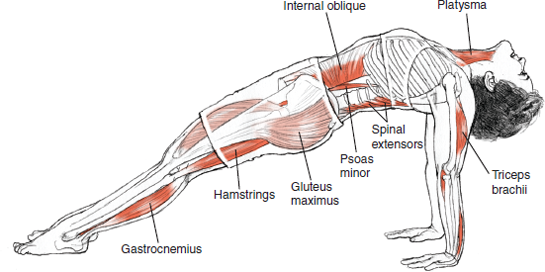 Internal oblique
Platysma
Spinal
extensors
Psoas
minor
Triceps
brachii
Hamstrings
Gluteus
maximus
Gastrocnemius